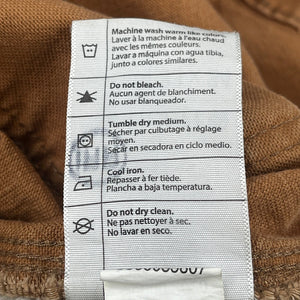 Machine wash warm like colors.
Laver à la machine à l'eau chaud
avec les mêmes couleurs.
Lavar a máquina con agua tibia,
junto a colores similares.
Do not bleach.
Aucun agent de blanchiment.
No usar blanqueador.
Tumble dry medium.
Sécher par culbutage à réglage
moyen.
Secar en secadora en ciclo medio.
Cool iron.
Repasser à fer tiède.
Plancha a baja temperatura.
Do not dry clean.
Ne pas nettoyer à sec.
No lavar en seco.